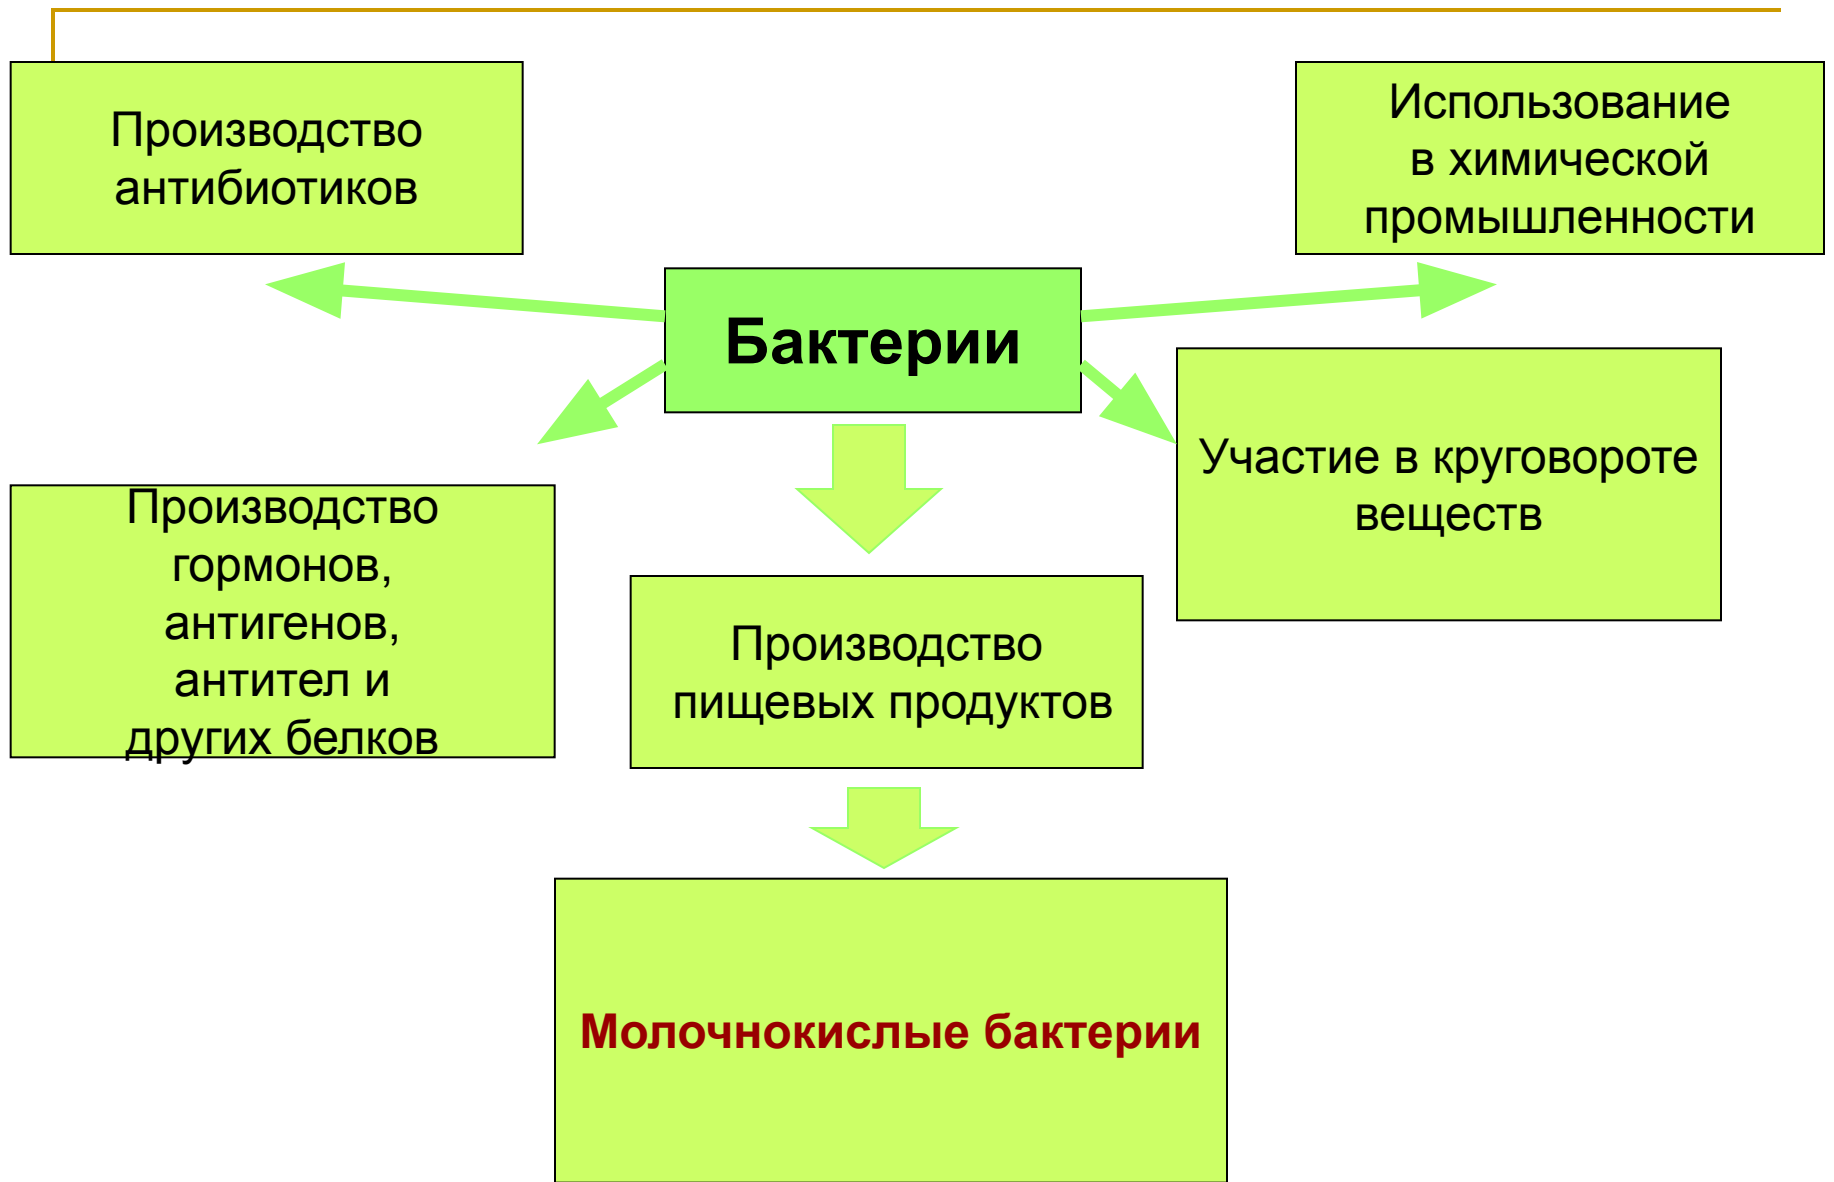 Производство
антибиотиков
Использование
в химической
промышленности
Бактерии
Участие в круговороте
веществ
Производство
гормонов,
антигенов,
антител и
других белков
Производство
пищевых продуктов
Молочнокислые бактерии